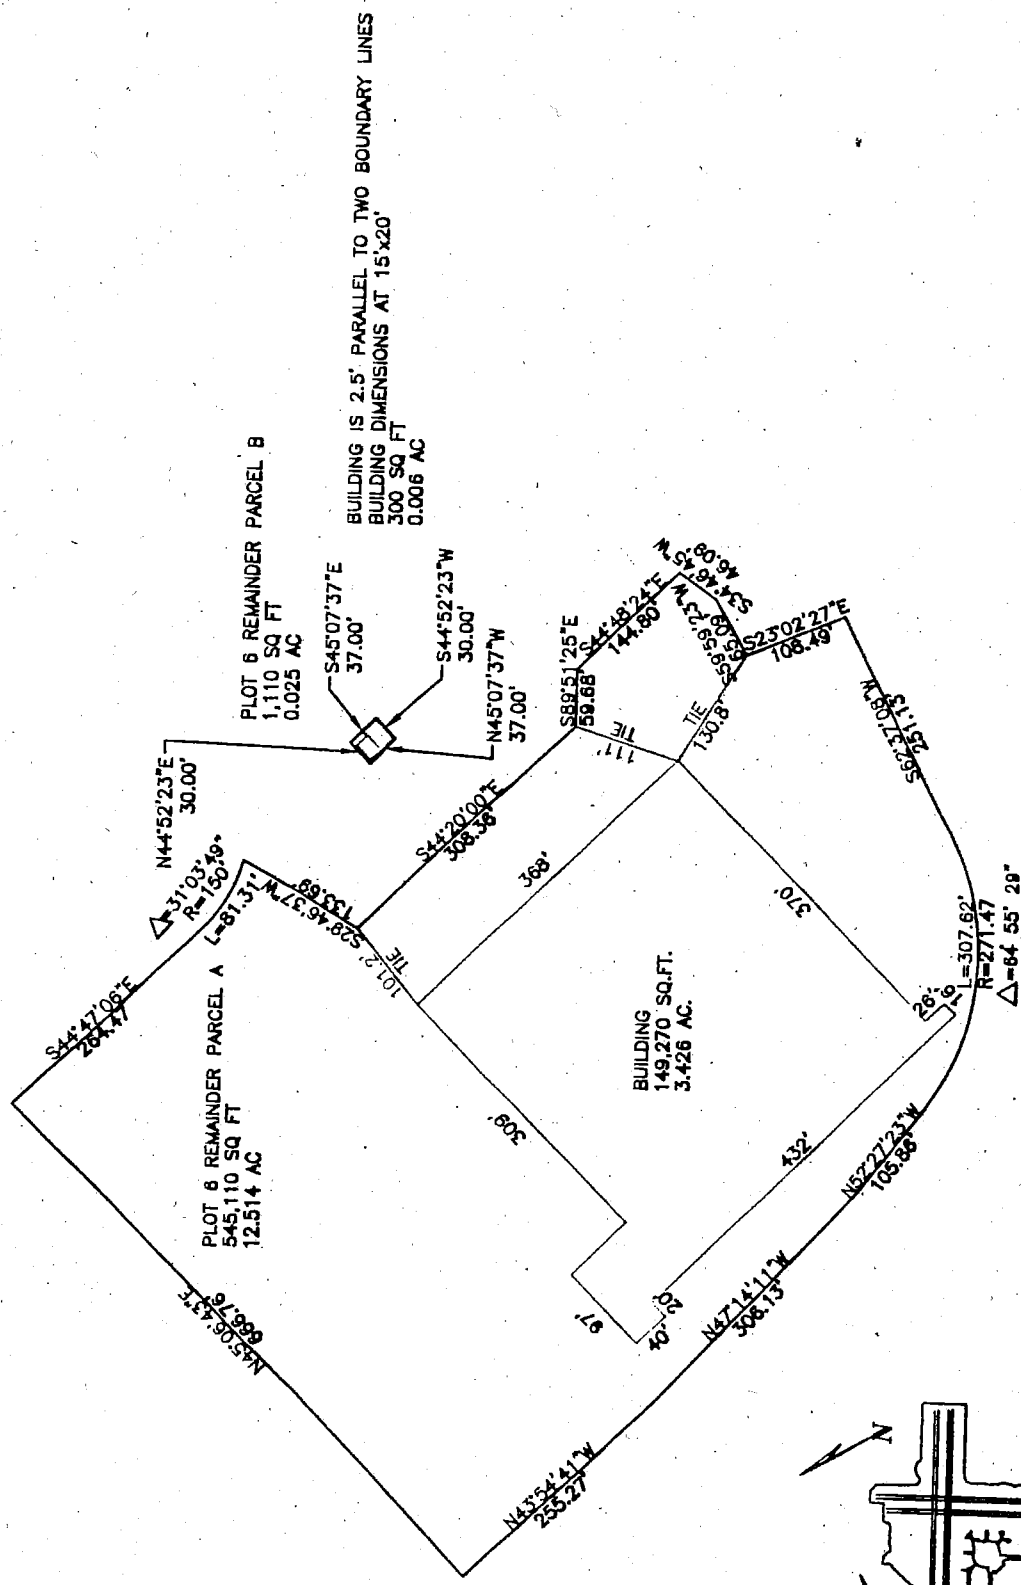 BUILDING IS 2.5' PARALLEL TO TWO BOUNDARY LINES
BUILDING DIMENSIONS AT 15'x20'
300 SQ FT
0.006 AC
PLOT 6 REMAINDER PARCEL B
1,110 SQ FT
0.025 AC
N44°52'23"E
30.00'
S45°07'37"E
37.00'
S44°52'23"W
30.00'
N45°07'37"W
37.00'
Δ=31°03'49"
R=150'
L=81.31'
S28°46'37"W
133.69'
S44°47'06"E
264.47'
PLOT 6 REMAINDER PARCEL A
545,110 SQ FT
12.514 AC
N45°06'43"E
666.76'
S44°20'00"E
308.36'
S89°51'25"E
59.68'
S44°48'24"E
144.80'
S34°46'45"W
46.09
S59°59'23"W
65.09
S23°02'27"E
108.49'
S62°37'08"W
251.13'
TIE
111'
TIE
130.8'
101.2'
TIE
368'
370'
309'
BUILDING
149,270 SQ.FT.
3.426 AC.
26'
16'
L=307.62'
R=271.47
Δ=64 55' 29"
432'
N52°27'23"W
105.86'
N47°14'11"W
306.13'
97'
40'
20'
N43°54'41"W
255.27'
N